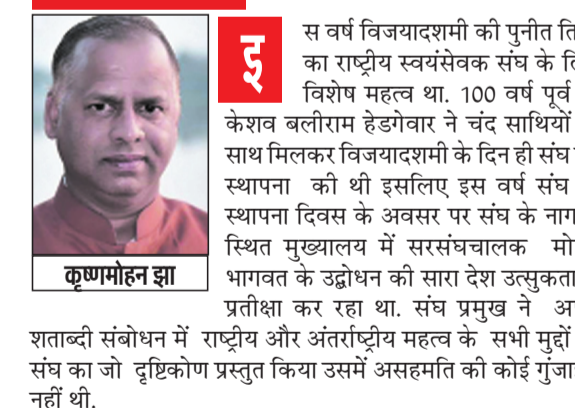 इ
स वर्ष विजयादशमी की पुनीत
का राष्ट्रीय स्वयंसेवक संघ के
विशेष महत्व था. 100 वर्ष पूर्व
केशव बलीराम हेडगेवार ने चंद साथियों
साथ मिलकर विजयादशमी के दिन ही संघ
स्थापना की थी इसलिए इस वर्ष संघ
स्थापना दिवस के अवसर पर संघ के
स्थित मुख्यालय में सरसंघचालक
कृष्णमोहन झा
भागवत के उद्बोधन की सारा देश उत्सुकता
प्रतीक्षा कर रहा था. संघ प्रमुख ने
शताब्दी संबोधन में राष्ट्रीय और अंतर्राष्ट्रीय महत्व के सभी मुद्दों
संघ का जो दृष्टिकोण प्रस्तुत किया उसमें असहमति की कोई
नहीं थी.